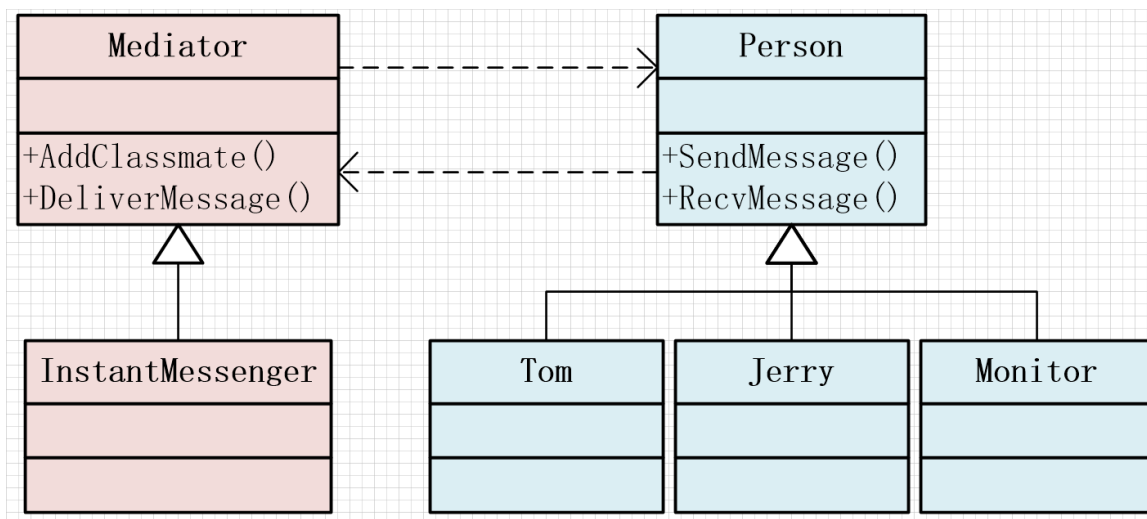 Mediator
+AddClassmate()
+DeliverMessage()
Person
+SendMessage()
+RecvMessage()
InstantMessenger
Tom
Jerry
Monitor